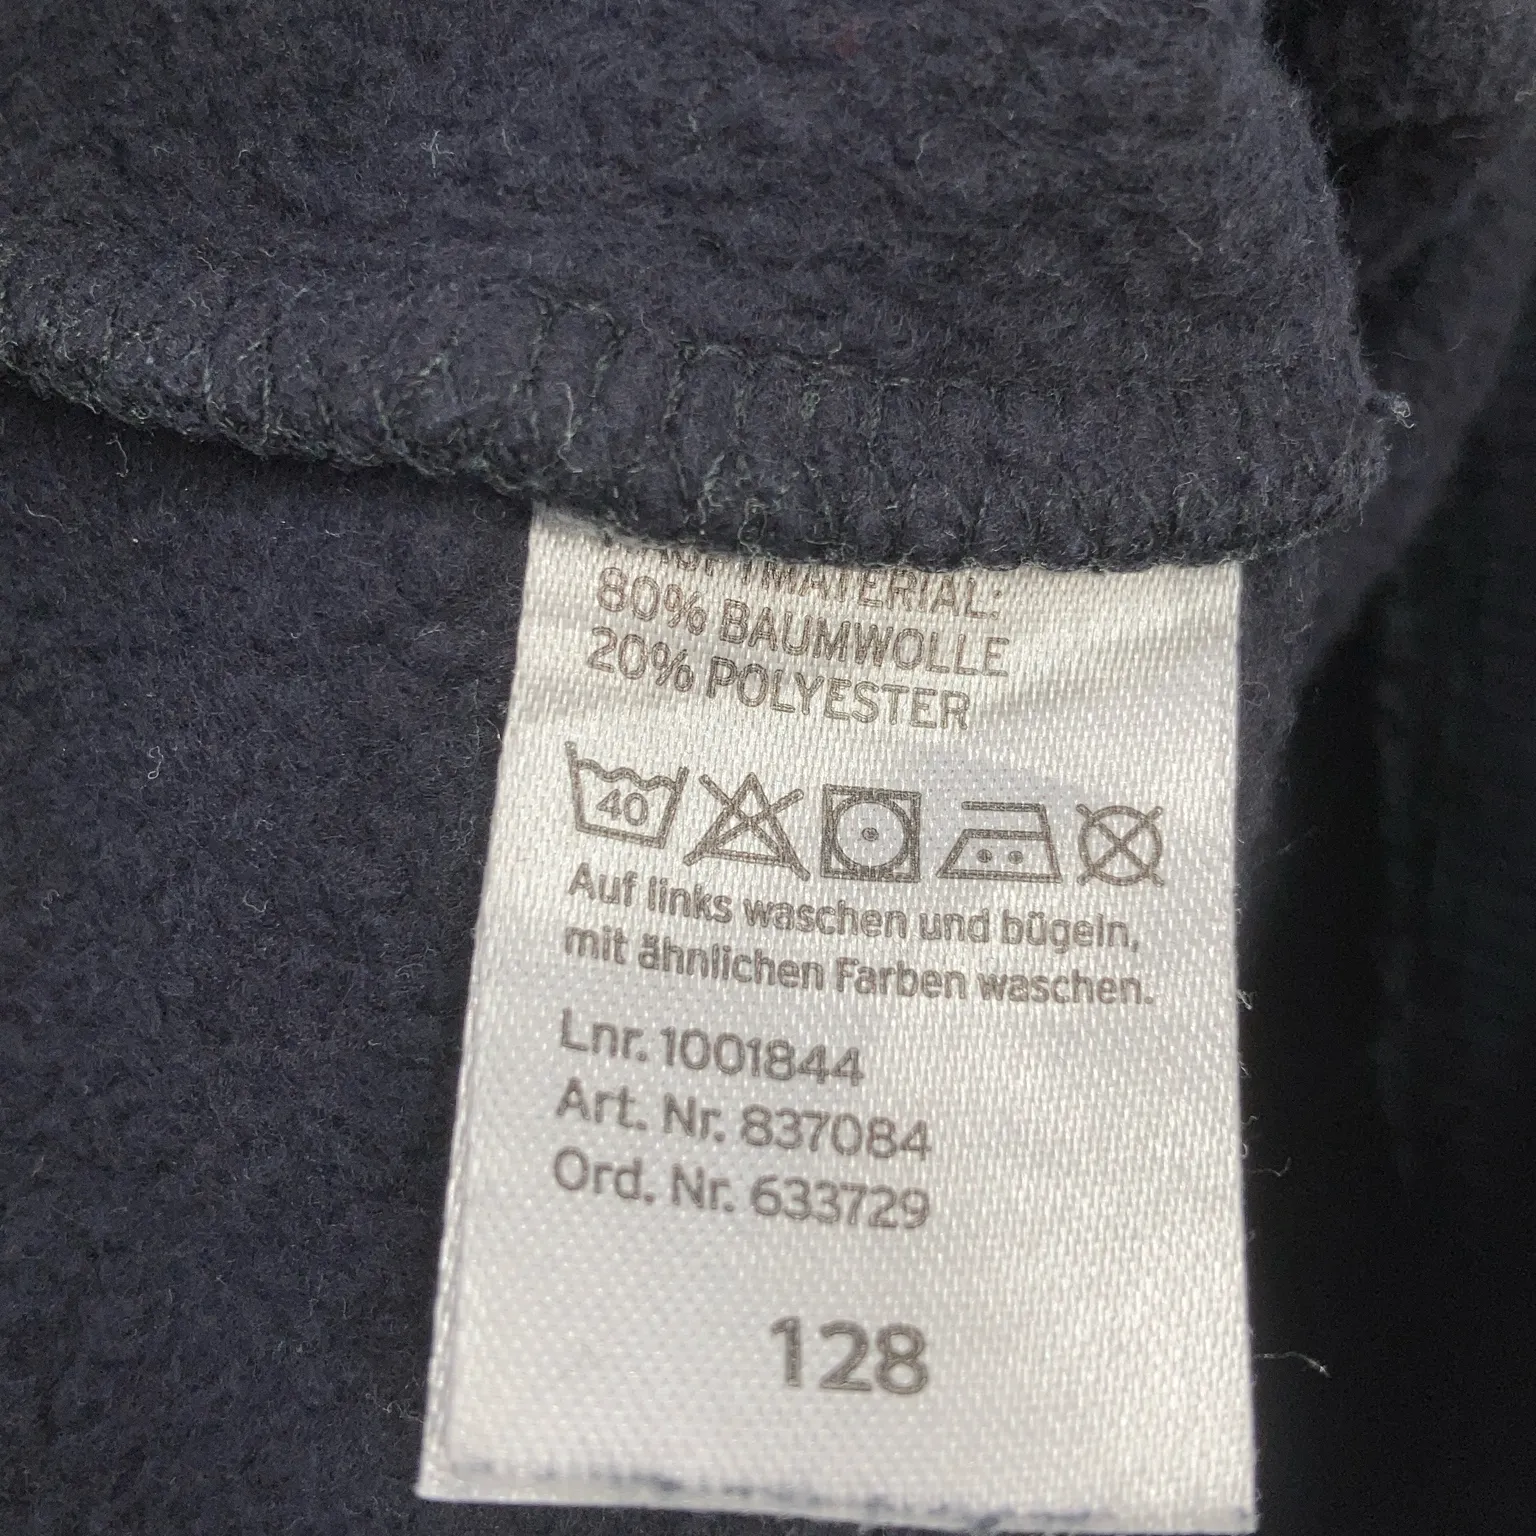 80% BAUMWOLLE
20% POLYESTER
40
Auf links waschen und bügeln,
mit ähnlichen Farben waschen.
Lnr. 1001844
Art. Nr. 837084
Ord. Nr. 633729
128